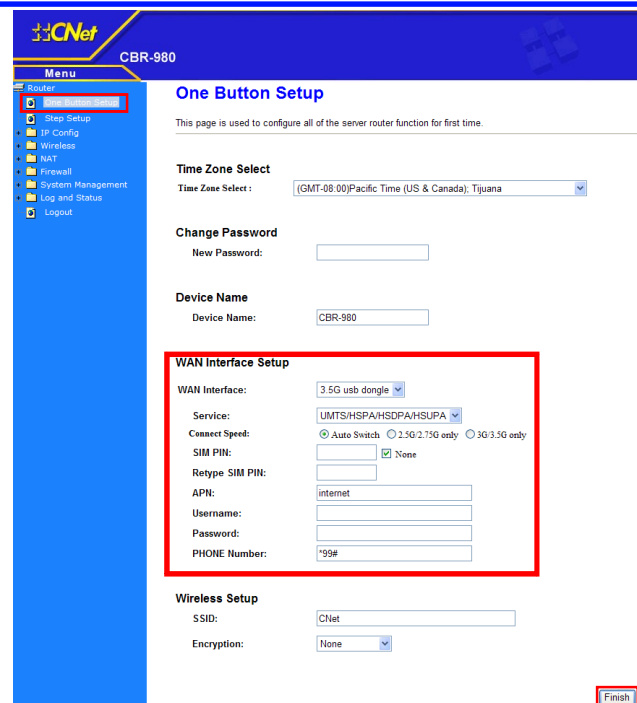 CNet
CBR-980
Menu
Router
One Button Setup
Step Setup
IP Config
Wireless
NAT
Firewall
System Management
Log and Status
Logout
One Button Setup
This page is used to configure all of the server router function for first time.
Time Zone Select
Time Zone Select : (GMT-08:00)Pacific Time (US & Canada); Tijuana
Change Password
New Password:
Device Name
Device Name: CBR-980
WAN Interface Setup
WAN Interface: 3.5G usb dongle
Service: UMTS/HSPA/HSDPA/HSUPA
Connect Speed: Auto Switch 2.5G/2.75G only 3G/3.5G only
SIM PIN: None
Retype SIM PIN:
APN: internet
Username:
Password:
PHONE Number: *99#
Wireless Setup
SSID: CNet
Encryption: None
Finish